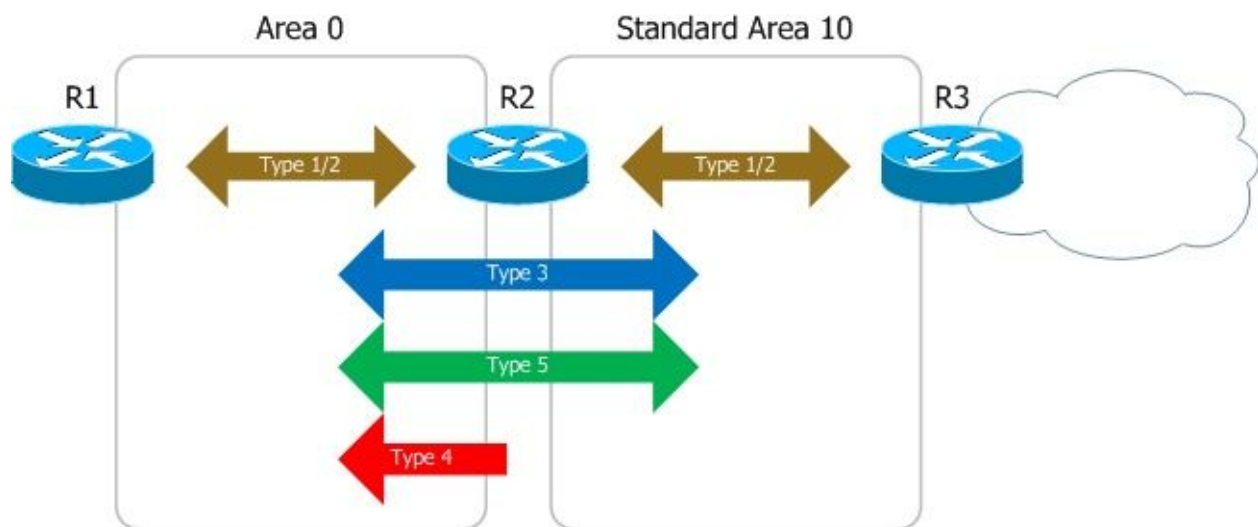 Area 0
Standard Area 10
R1
R2
R3
Type 1/2
Type 1/2
Type 3
Type 5
Type 4